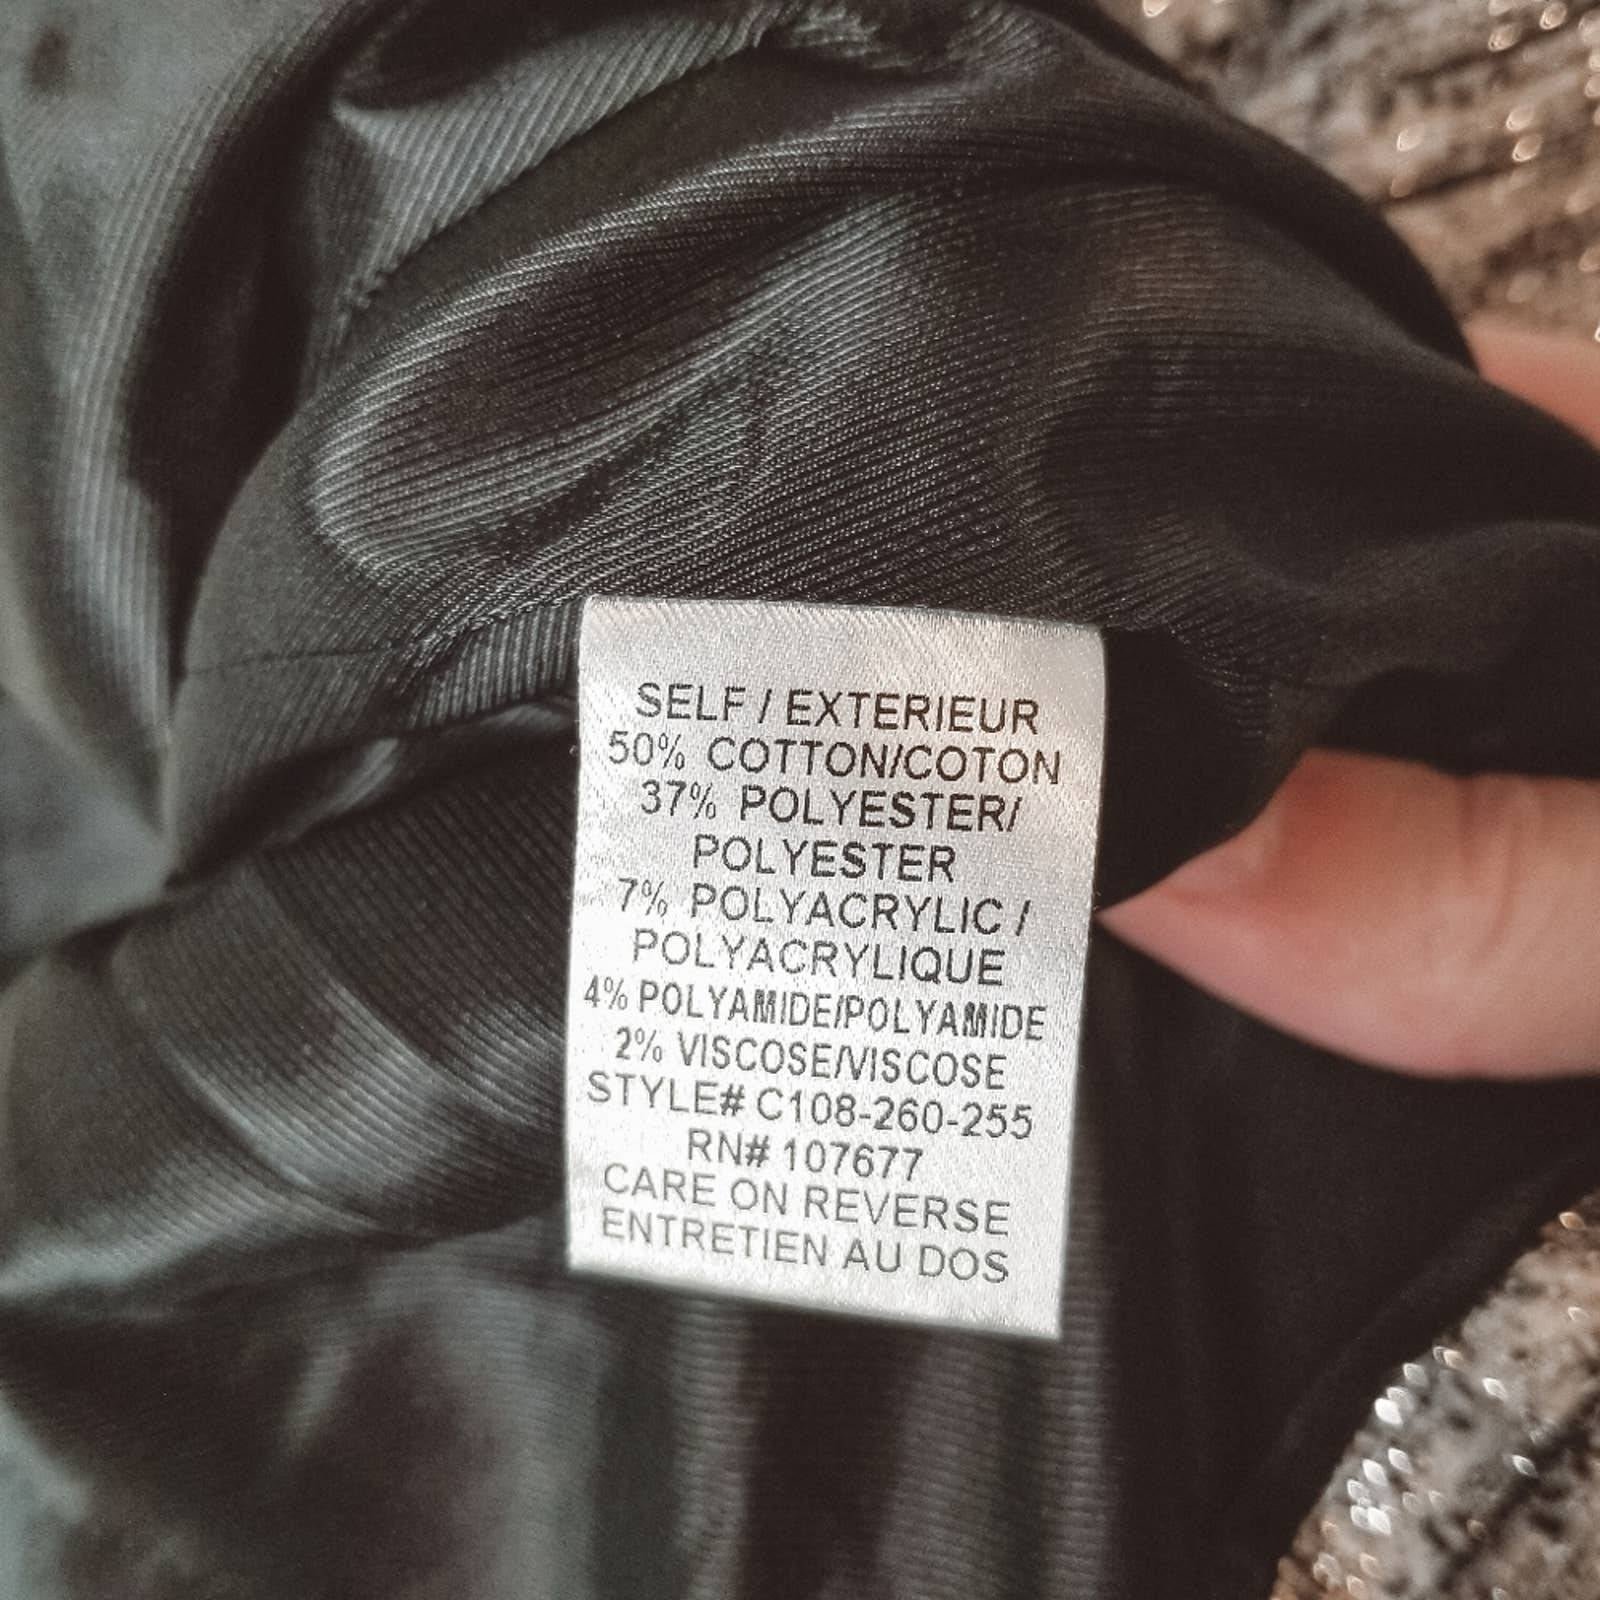 SELF / EXTERIEUR
50% COTTON/COTON
37% POLYESTER/
POLYESTER
7% POLYACRYLIC /
POLYACRYLIQUE
4% POLYAMIDE/POLYAMIDE
2% VISCOSE/VISCOSE
STYLE# C108-260-255
RN# 107677
CARE ON REVERSE
ENTRETIEN AU DOS